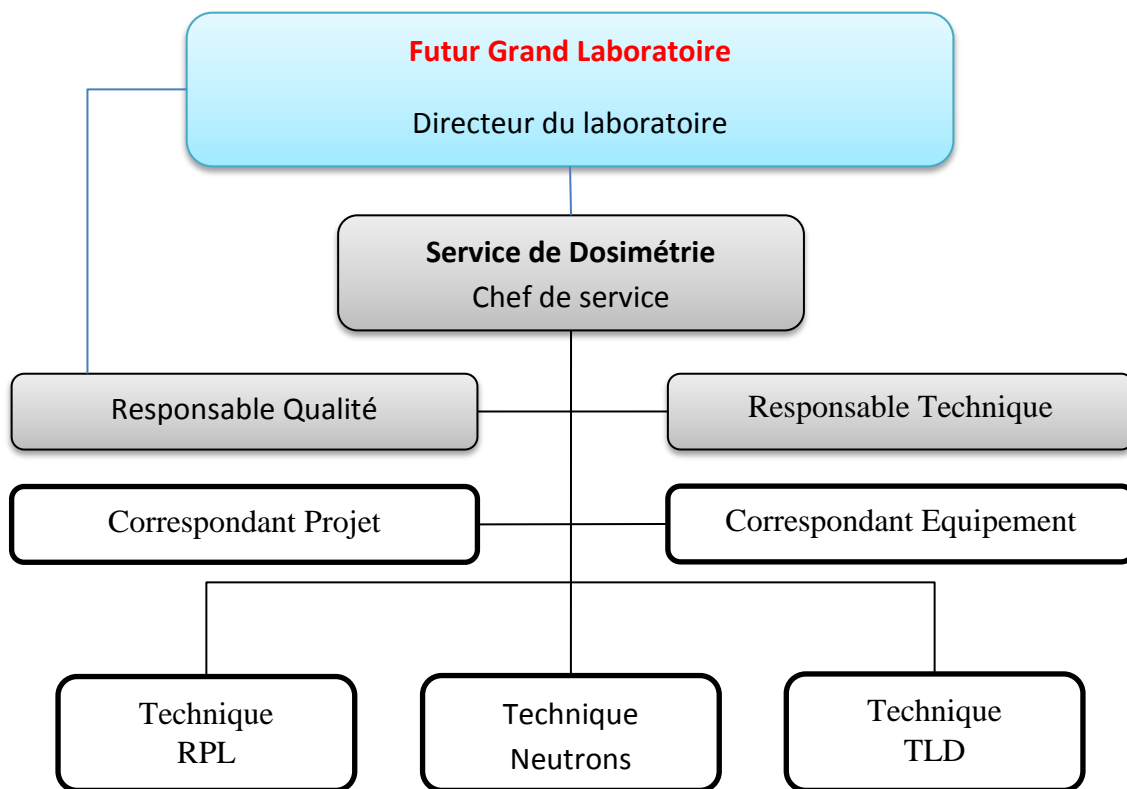 Futur Grand Laboratoire
Directeur du laboratoire
Service de Dosimétrie
Chef de service
Responsable Qualité
Responsable Technique
Correspondant Projet
Correspondant Equipement
Technique
RPL
Technique
Neutrons
Technique
TLD